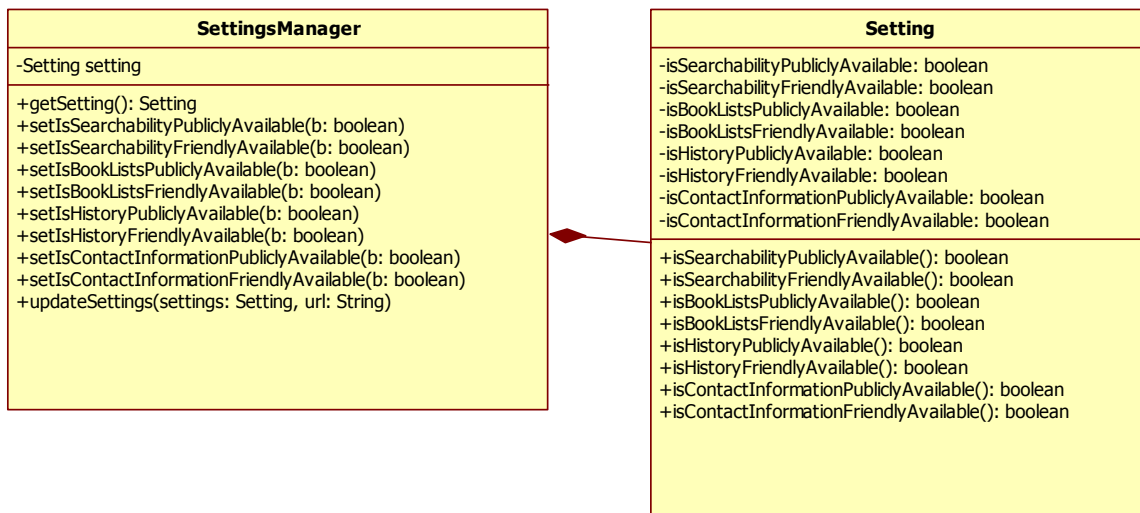 SettingsManager
-Setting setting
+getSetting(): Setting
+setIsSearchabilityPubliclyAvailable(b: boolean)
+setIsSearchabilityFriendlyAvailable(b: boolean)
+setIsBookListsPubliclyAvailable(b: boolean)
+setIsBookListsFriendlyAvailable(b: boolean)
+setIsHistoryPubliclyAvailable(b: boolean)
+setIsHistoryFriendlyAvailable(b: boolean)
+setIsContactInformationPubliclyAvailable(b: boolean)
+setIsContactInformationFriendlyAvailable(b: boolean)
+updateSettings(settings: Setting, url: String)
Setting
-isSearchabilityPubliclyAvailable: boolean
-isSearchabilityFriendlyAvailable: boolean
-isBookListsPubliclyAvailable: boolean
-isBookListsFriendlyAvailable: boolean
-isHistoryPubliclyAvailable: boolean
-isHistoryFriendlyAvailable: boolean
-isContactInformationPubliclyAvailable: boolean
-isContactInformationFriendlyAvailable: boolean
+isSearchabilityPubliclyAvailable(): boolean
+isSearchabilityFriendlyAvailable(): boolean
+isBookListsPubliclyAvailable(): boolean
+isBookListsFriendlyAvailable(): boolean
+isHistoryPubliclyAvailable(): boolean
+isHistoryFriendlyAvailable(): boolean
+isContactInformationPubliclyAvailable(): boolean
+isContactInformationFriendlyAvailable(): boolean